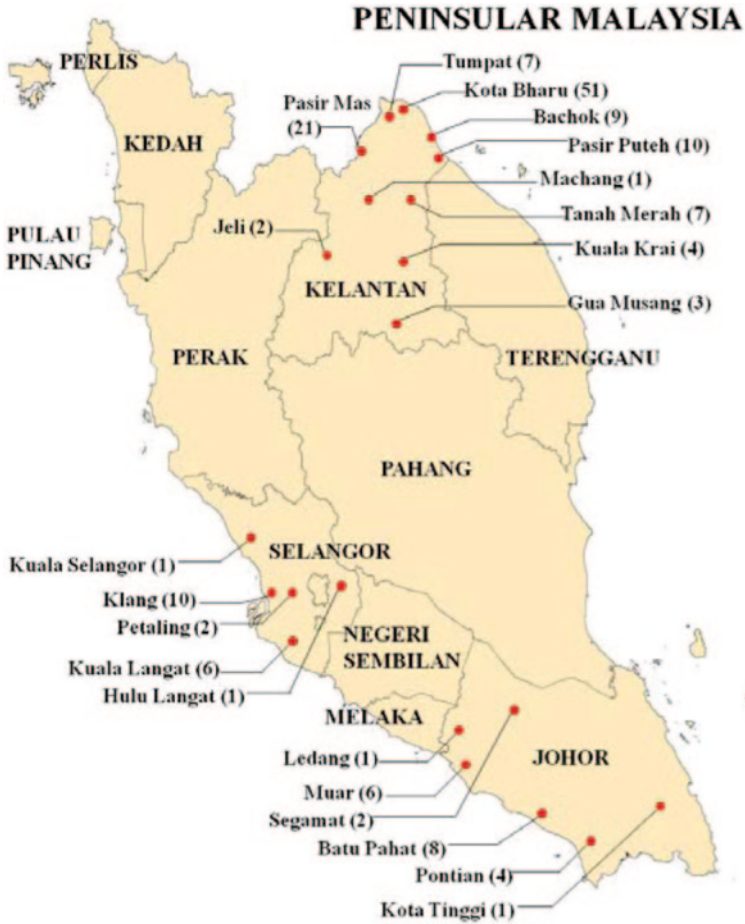 PENINSULAR MALAYSIA
PERLIS
Tumpat (7)
Kota Bharu (51)
Pasir Mas
(21)
Bachok (9)
KEDAH
Pasir Puteh (10)
Machang (1)
Tanah Merah (7)
Jeli (2)
PULAU
PINANG
Kuala Krai (4)
KELANTAN
Gua Musang (3)
PERAK
TERENGGANU
PAHANG
SELANGOR
Kuala Selangor (1)
Klang (10)
Petaling (2)
NEGERI
SEMBILAN
Kuala Langat (6)
Hulu Langat (1)
MELAKA
Ledang (1)
JOHOR
Muar (6)
Segamat (2)
Batu Pahat (8)
Pontian (4)
Kota Tinggi (1)